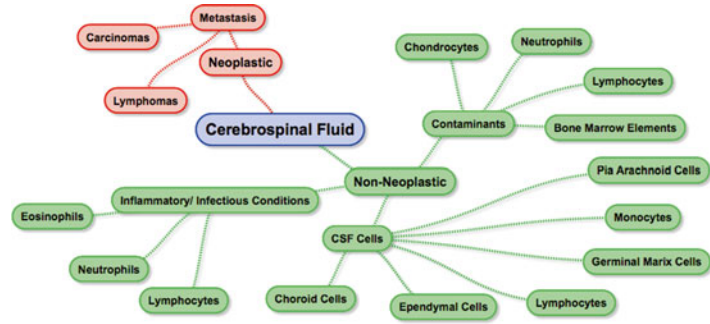 Metastasis
Carcinomas
Neoplastic
Lymphomas
Cerebrospinal Fluid
Chondrocytes
Neutrophils
Lymphocytes
Contaminants
Bone Marrow Elements
Non-Neoplastic
Pia Arachnoid Cells
Inflammatory/ Infectious Conditions
Eosinophils
Monocytes
CSF Cells
Neutrophils
Germinal Marix Cells
Lymphocytes
Choroid Cells
Ependymal Cells
Lymphocytes